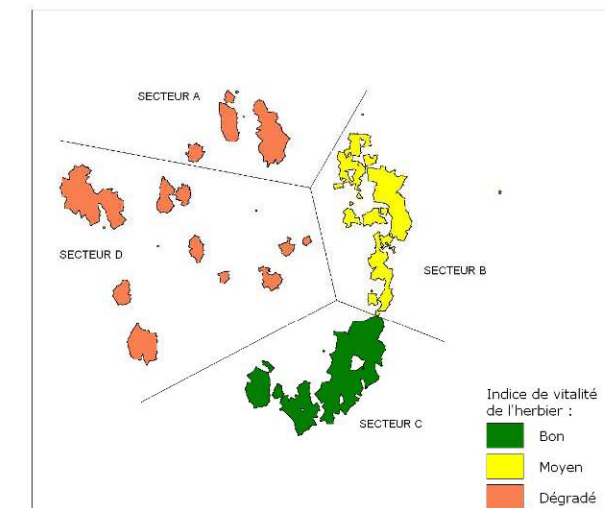 SECTEUR A
SECTEUR D
SECTEUR B
SECTEUR C
Indice de vitalité
de l'herbier :
Bon
Moyen
Dégradé